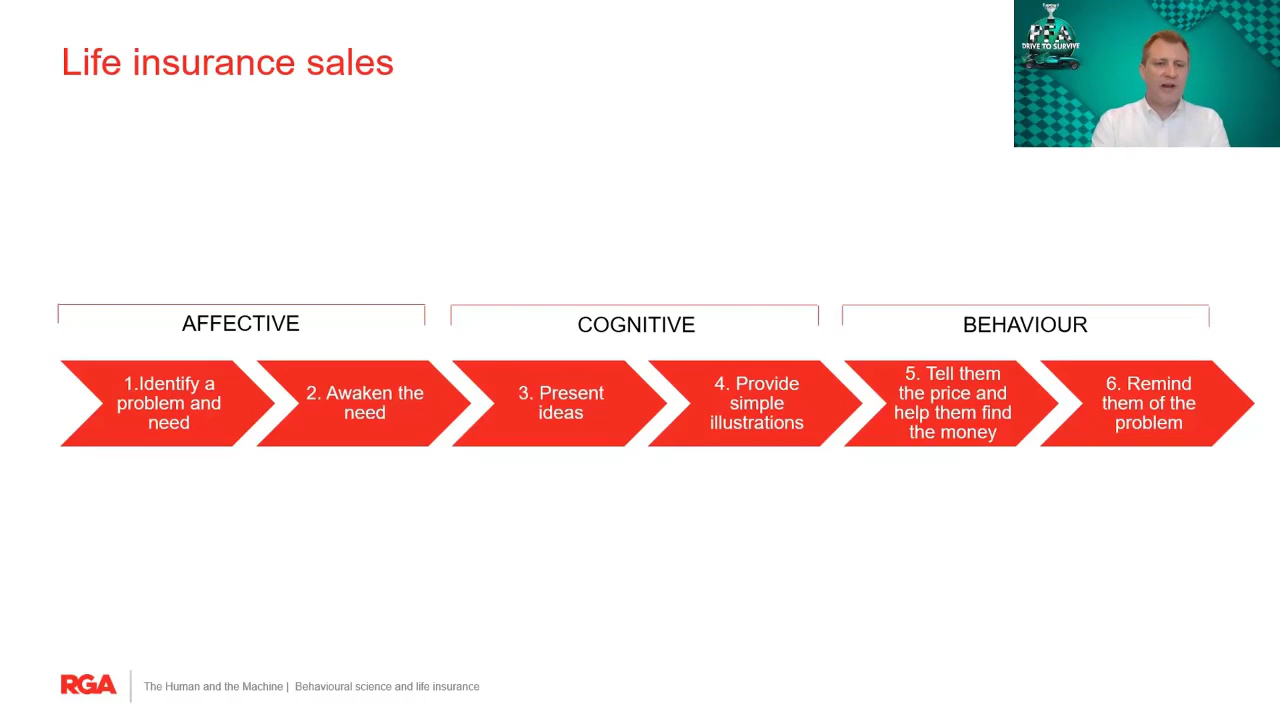 Life insurance sales
PFA
DRIVE TO SURVIVE
AFFECTIVE
COGNITIVE
BEHAVIOUR
1.Identify a
problem and
need
2. Awaken the
need
3. Present
ideas
4. Provide
simple
illustrations
5. Tell them
the price and
help them find
the money
6. Remind
them of the
problem
RGA
The Human and the Machine | Behavioural science and life insurance